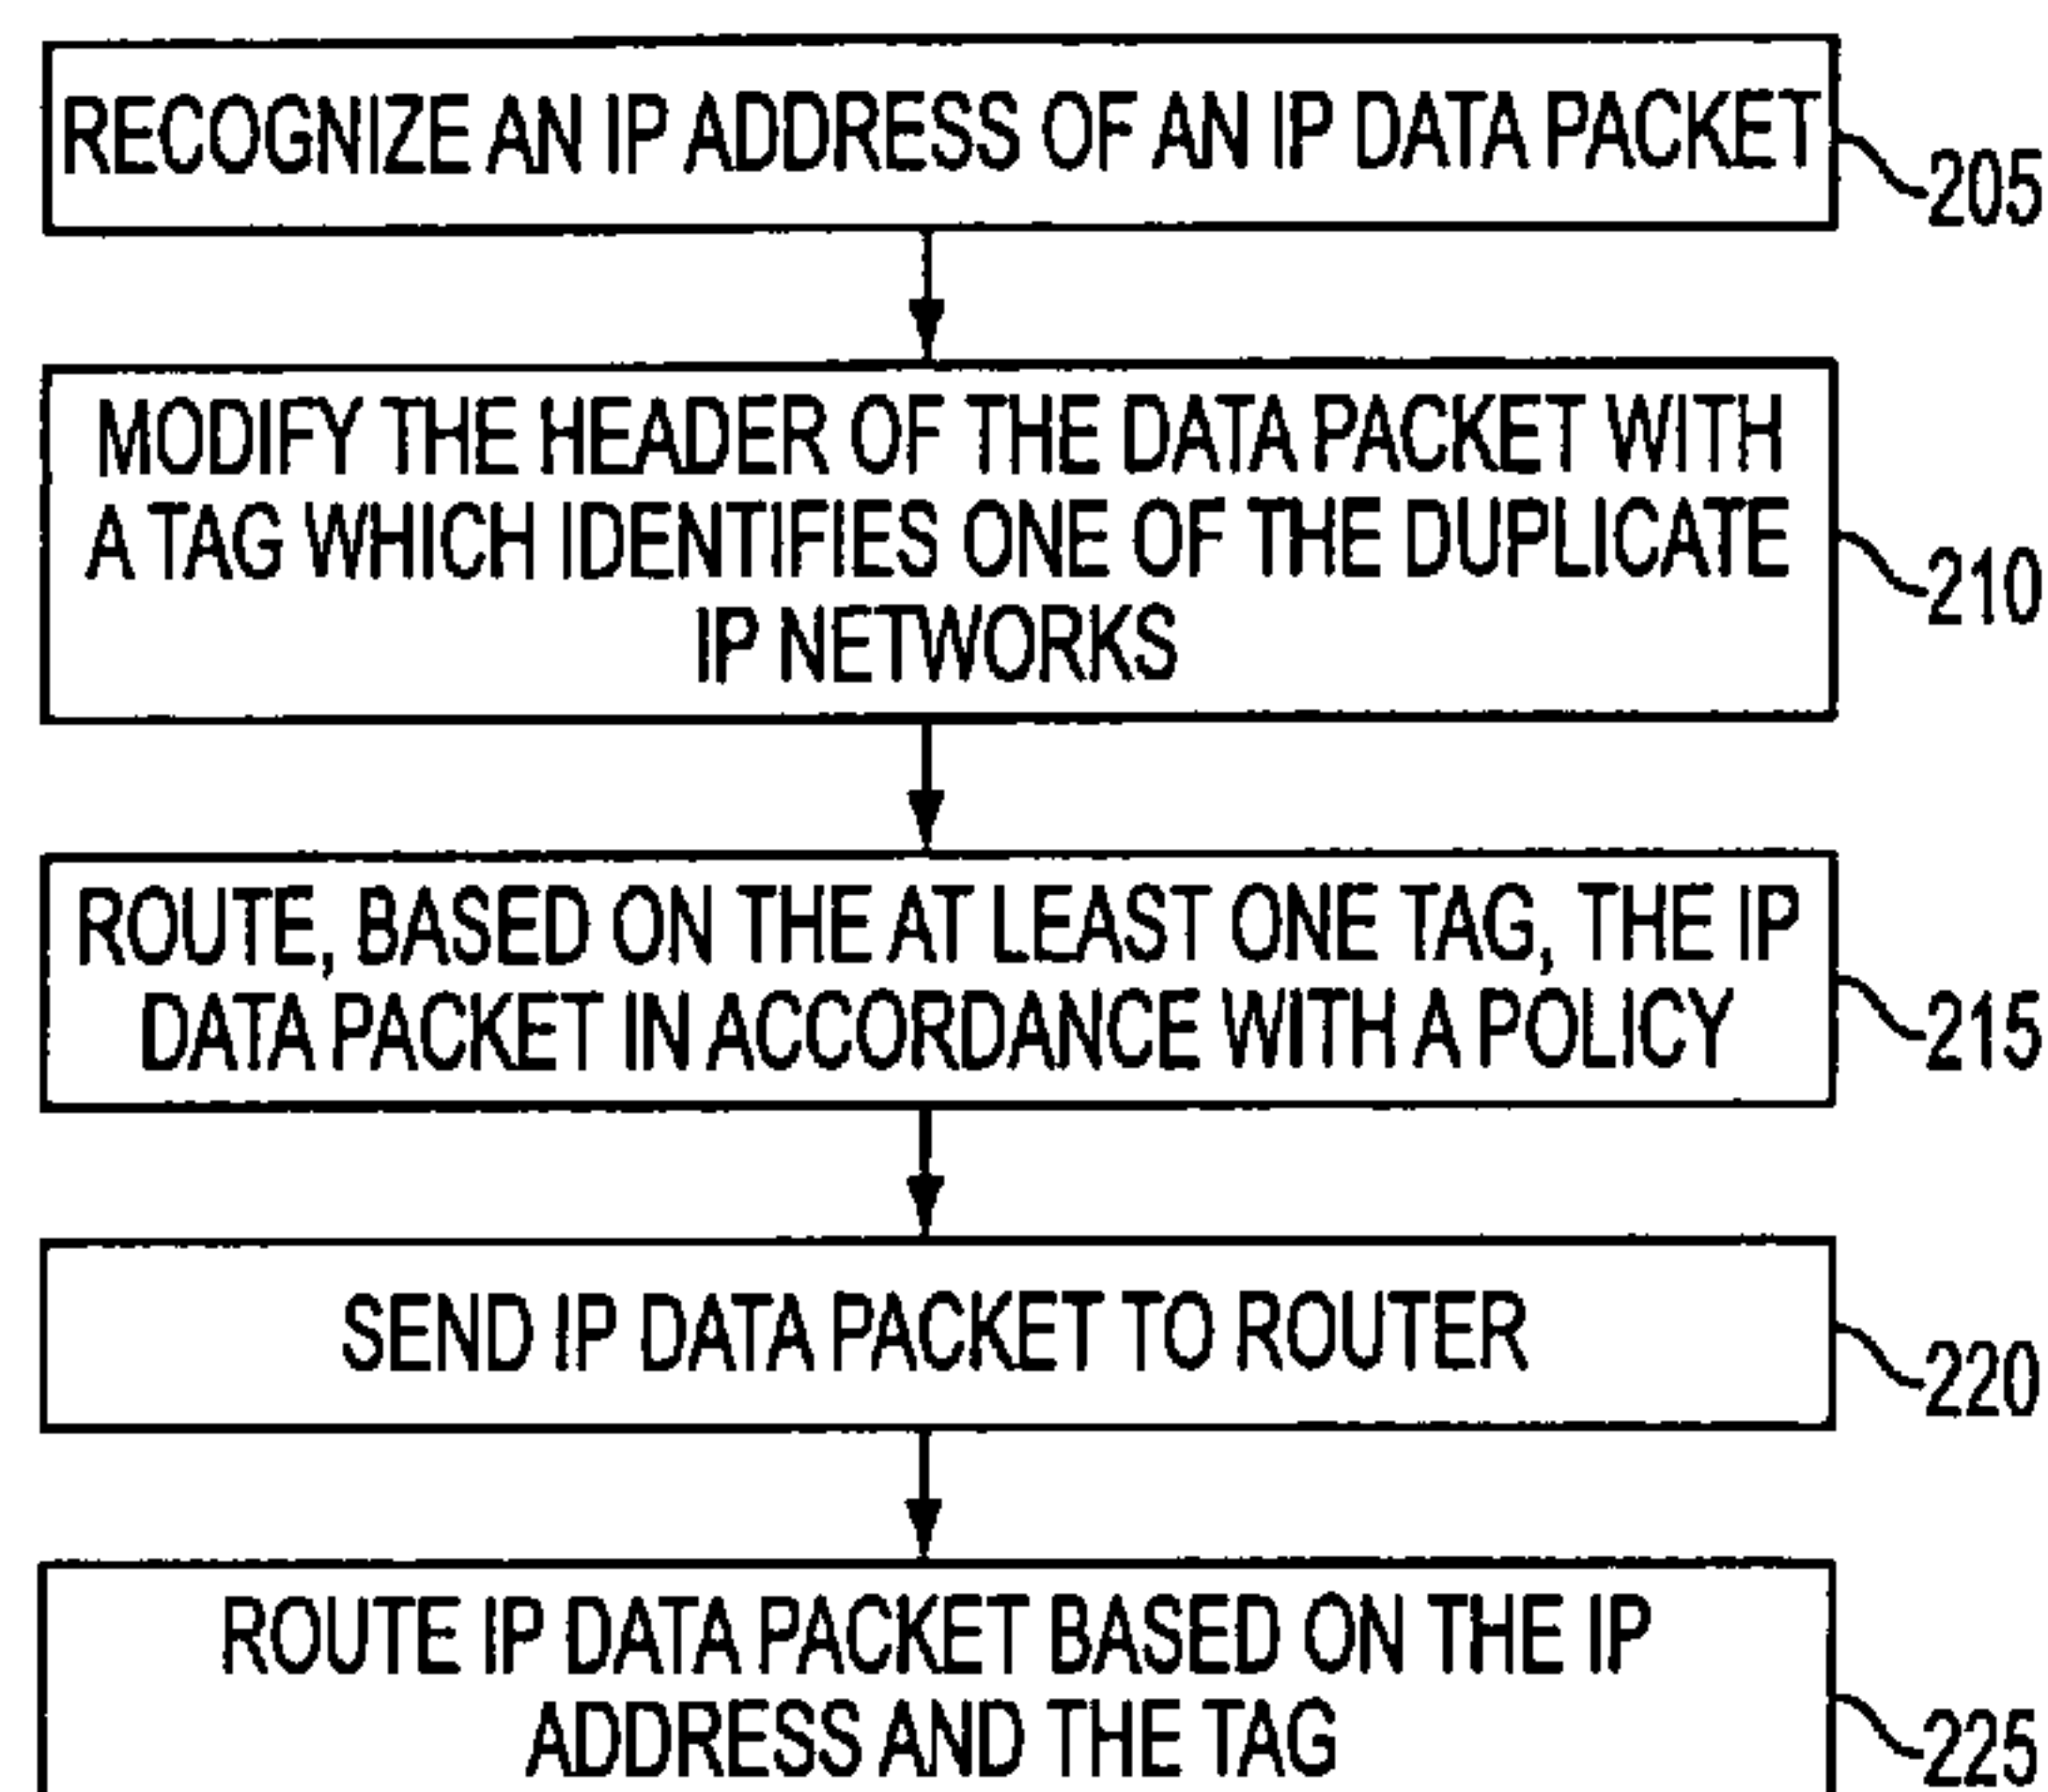 RECOGNIZE AN IP ADDRESS OF AN IP DATA PACKET
205
MODIFY THE HEADER OF THE DATA PACKET WITH
A TAG WHICH IDENTIFIES ONE OF THE DUPLICATE
IP NETWORKS
210
ROUTE, BASED ON THE AT LEAST ONE TAG, THE IP
DATA PACKET IN ACCORDANCE WITH A POLICY
215
SEND IP DATA PACKET TO ROUTER
220
ROUTE IP DATA PACKET BASED ON THE IP
ADDRESS AND THE TAG
225